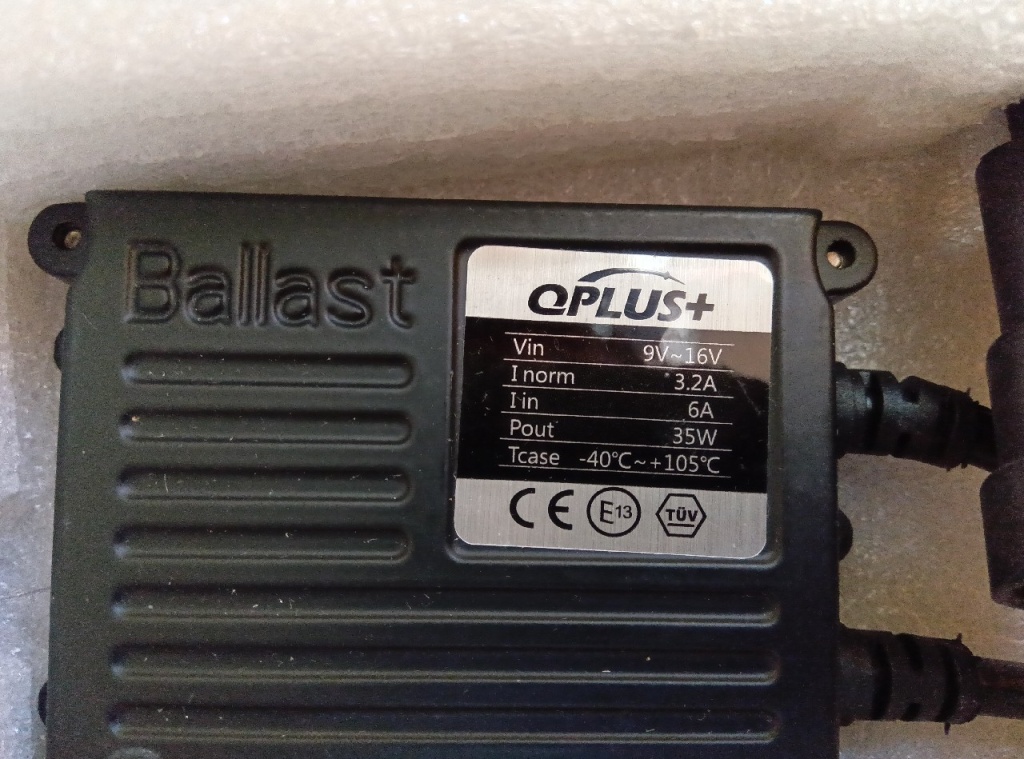 Ballast
QPLUS+
Vin 9V~16V
I norm 3.2A
I in 6A
Pout 35W
Tcase -40℃~+105℃
CE E13 TÜV